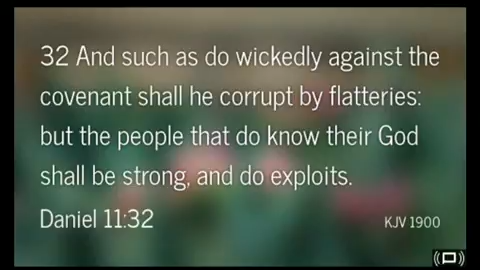 32 And such as do wickedly against the
covenant shall he corrupt by flatteries:
but the people that do know their God
shall be strong, and do exploits.
Daniel 11:32
KJV 1900